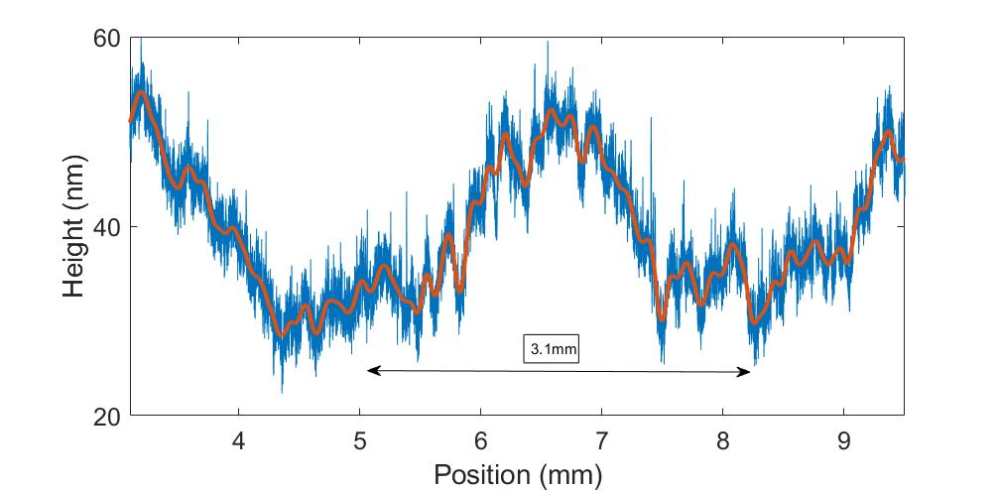 60
40
20
Height (nm)
3.1mm
4 5 6 7 8 9
Position (mm)